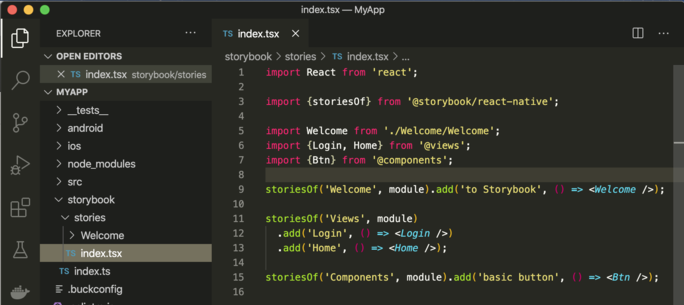 index.tsx — MyApp
EXPLORER
...
OPEN EDITORS
TS index.tsx storybook/stories
MYAPP
__tests__
android
ios
node_modules
src
storybook
stories
Welcome
TS index.tsx
TS index.ts
.buckconfig
TS index.tsx
...
storybook > stories > TS index.tsx > ...
1 import React from 'react';
2
3 import {storiesOf} from '@storybook/react-native';
4
5 import Welcome from './Welcome/Welcome';
6 import {Login, Home} from '@views';
7 import {Btn} from '@components';
8
9 storiesOf('Welcome', module).add('to Storybook', () => <Welcome />);
10
11 storiesOf('Views', module)
12 .add('Login', () => <Login />)
13 .add('Home', () => <Home />);
14
15 storiesOf('Components', module).add('basic button', () => <Btn />);
16